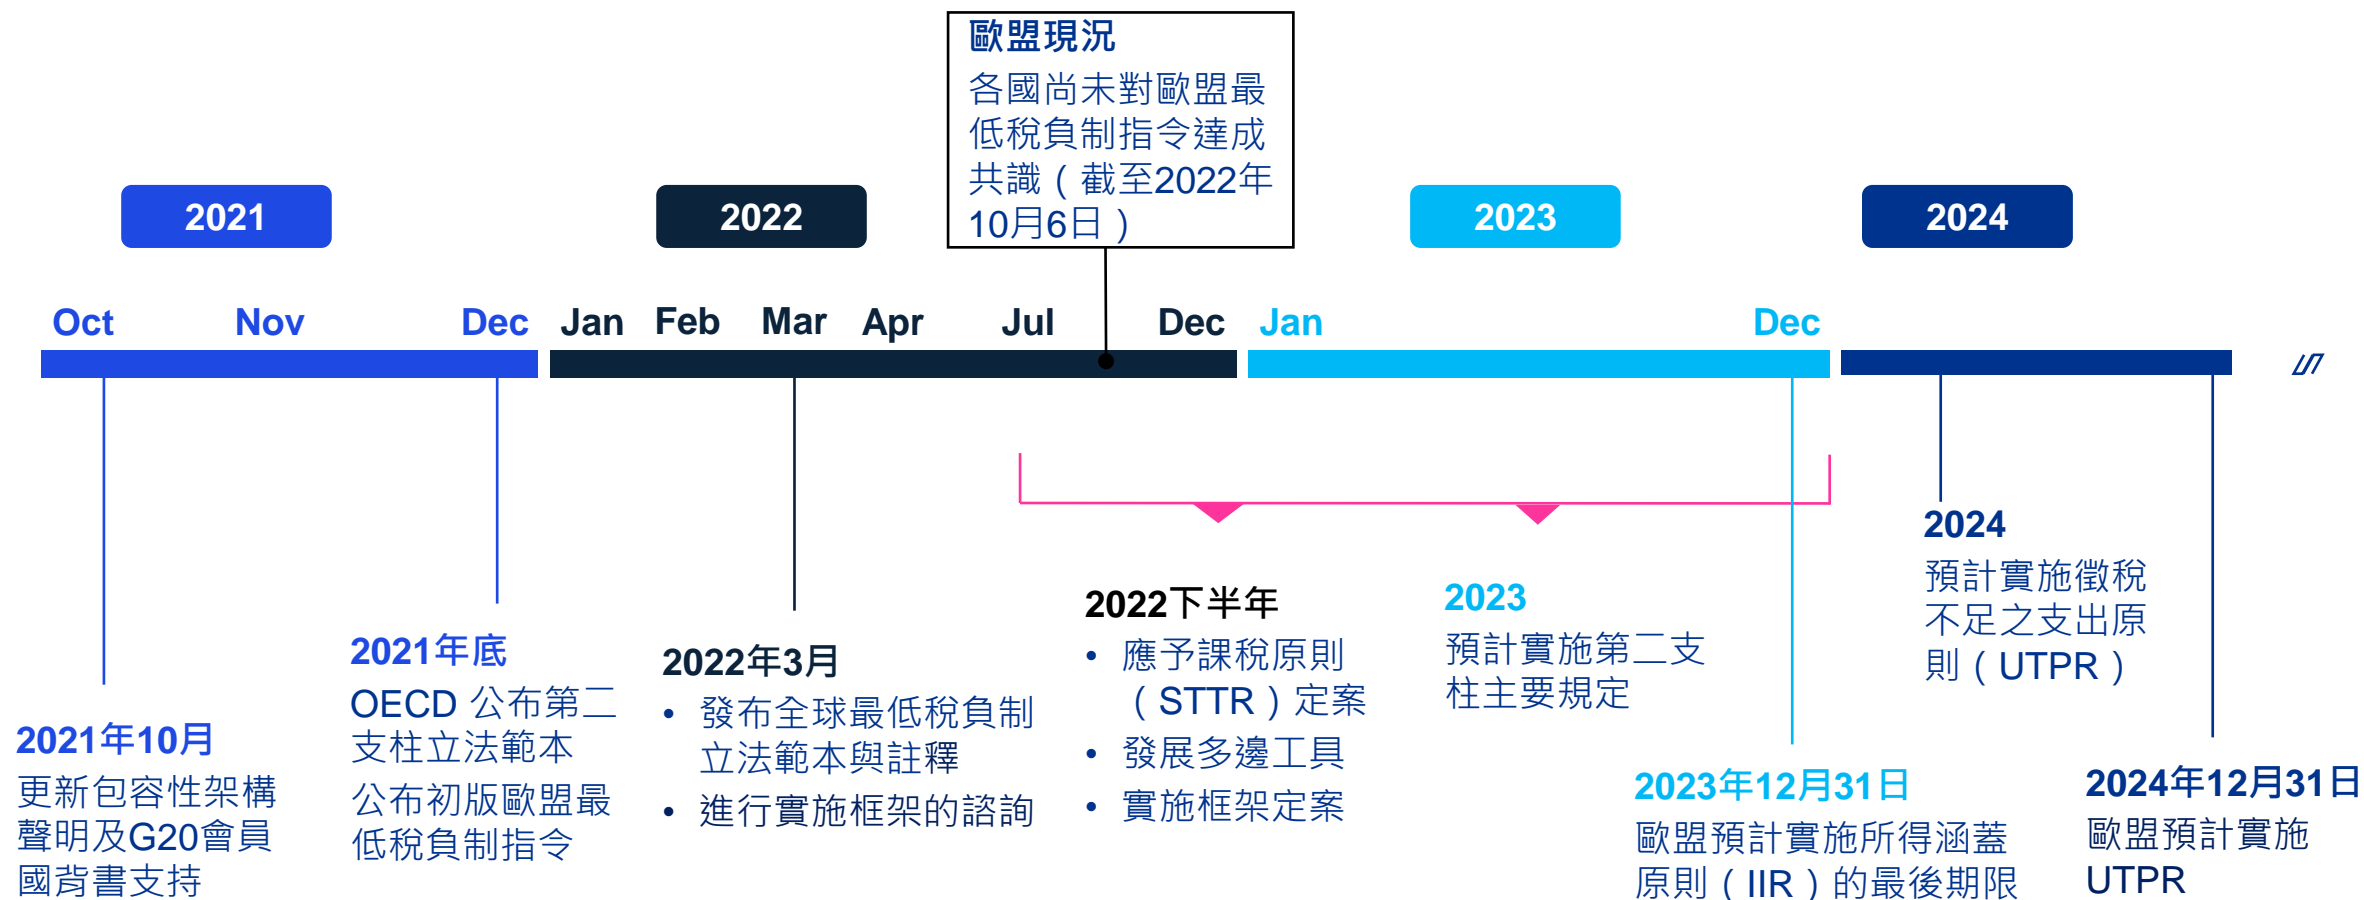 歐盟現況
各國尚未對歐盟最
低稅負制指令達成
共識（截至2022年
10月6日）
2021
2022
2023
2024
Oct Nov Dec Jan Feb Mar Apr Jul Dec Jan Dec
2021年10月
更新包容性架構
聲明及G20會員
國背書支持
2021年底
OECD 公布第二
支柱立法範本
公布初版歐盟最
低稅負制指令
2022年3月
• 發布全球最低稅負制
立法範本與註釋
• 進行實施框架的諮詢
2022下半年
• 應予課稅原則
（STTR）定案
• 發展多邊工具
• 實施框架定案
2023
預計實施第二支
柱主要規定
2023年12月31日
歐盟預計實施所得涵蓋
原則（IIR）的最後期限
2024
預計實施徵稅
不足之支出原
則（UTPR）
2024年12月31日
歐盟預計實施
UTPR